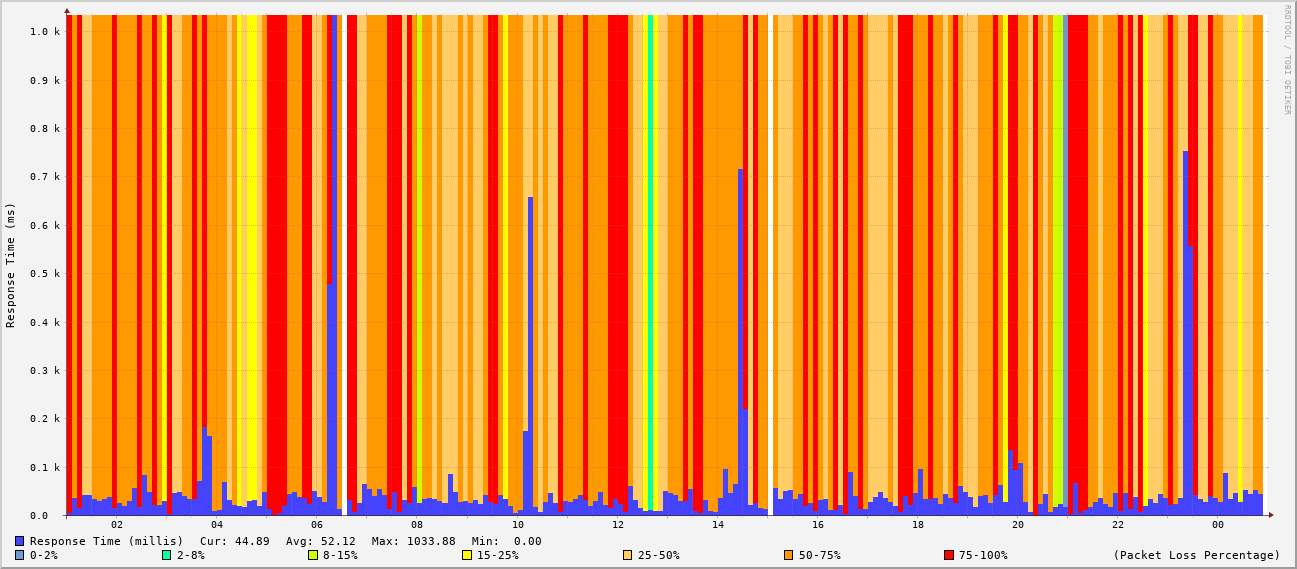 RRDTOOL / TOBI OETIKER
Response Time (ms)
1.0 k
0.9 k
0.8 k
0.7 k
0.6 k
0.5 k
0.4 k
0.3 k
0.2 k
0.1 k
0.0
02 04 06 08 10 12 14 16 18 20 22 00
Response Time (millis) Cur: 44.89 Avg: 52.12 Max: 1033.88 Min: 0.00
0-2% 2-8% 8-15% 15-25% 25-50% 50-75% 75-100% (Packet Loss Percentage)